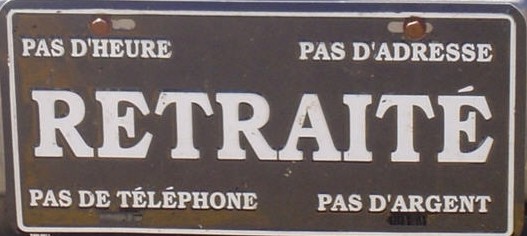 PAS D'HEURE PAS D'ADRESSE
RETRAITÉ
PAS DE TÉLÉPHONE PAS D'ARGENT